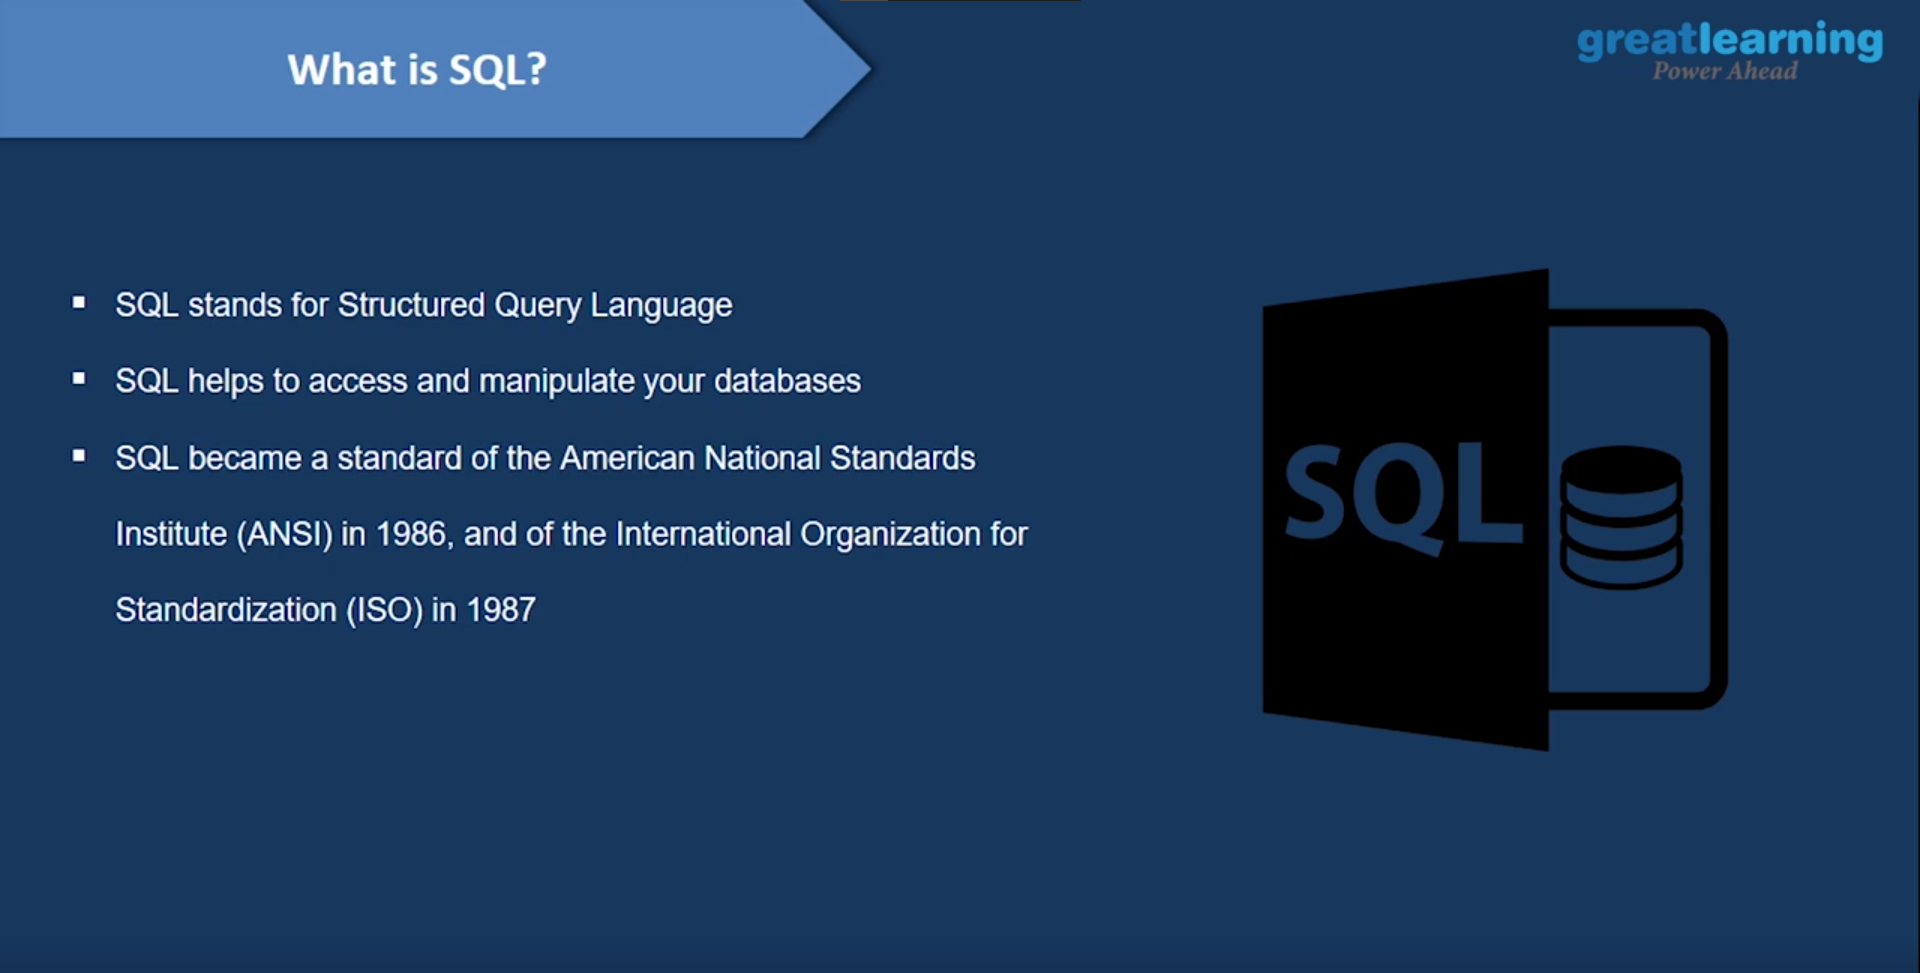 What is SQL?
greatlearning
Power Ahead
▪ SQL stands for Structured Query Language
▪ SQL helps to access and manipulate your databases
▪ SQL became a standard of the American National Standards
Institute (ANSI) in 1986, and of the International Organization for
Standardization (ISO) in 1987
SQL